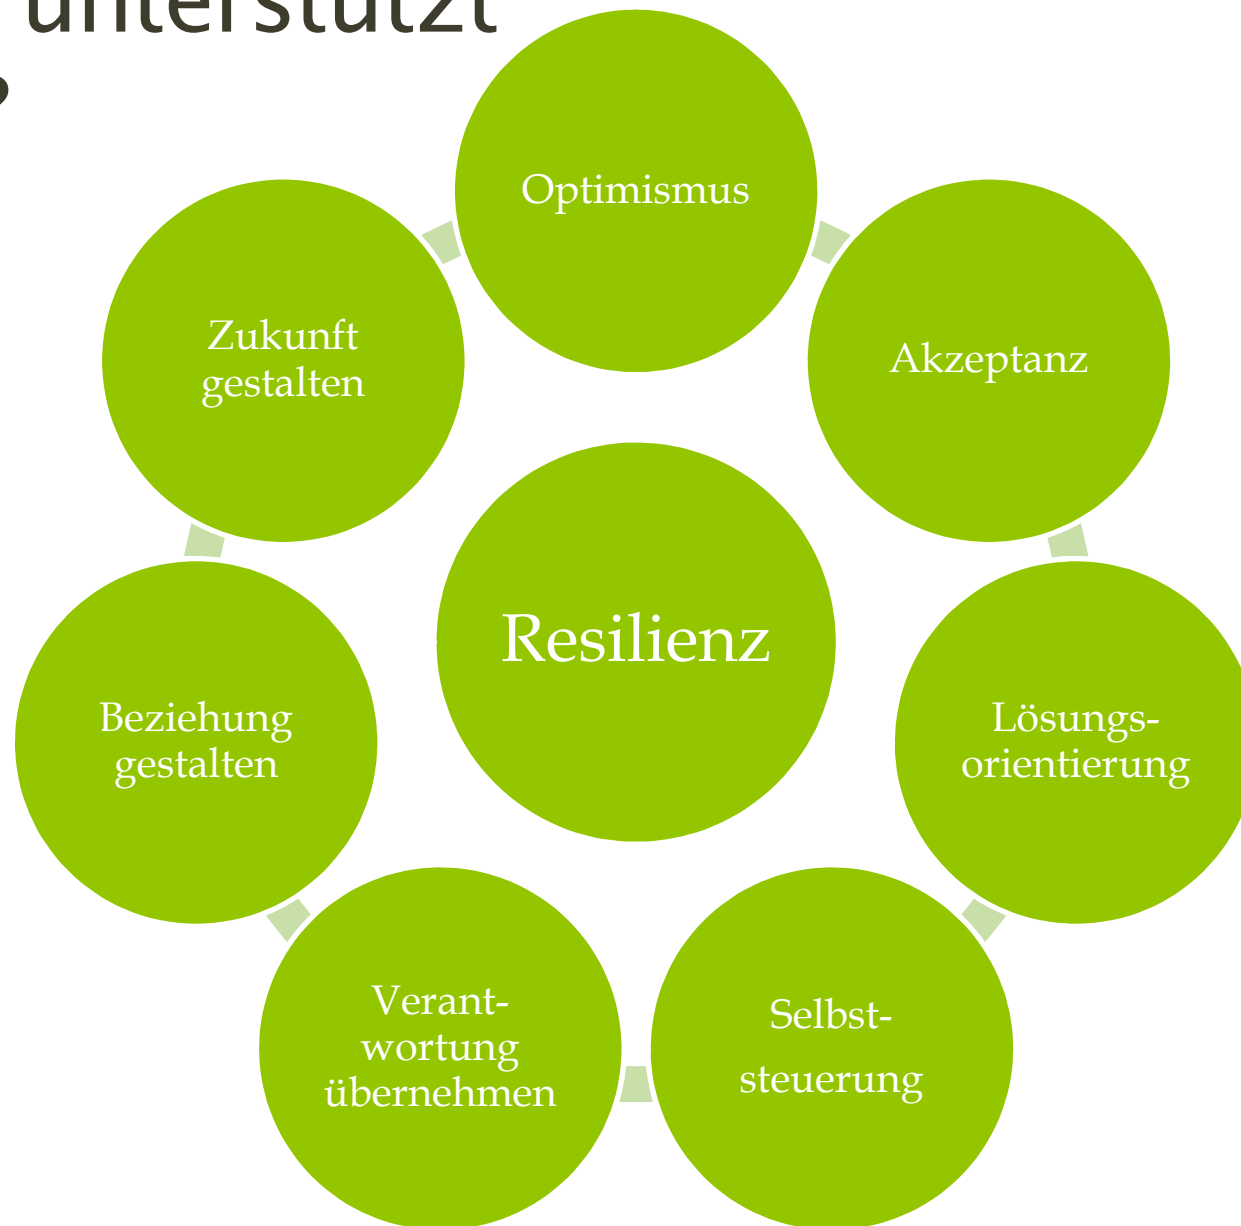 unterstützt
?
Optimismus
Akzeptanz
Lösungs-
orientierung
Selbst-
steuerung
Verant-
wortung
übernehmen
Beziehung
gestalten
Zukunft
gestalten
Resilienz